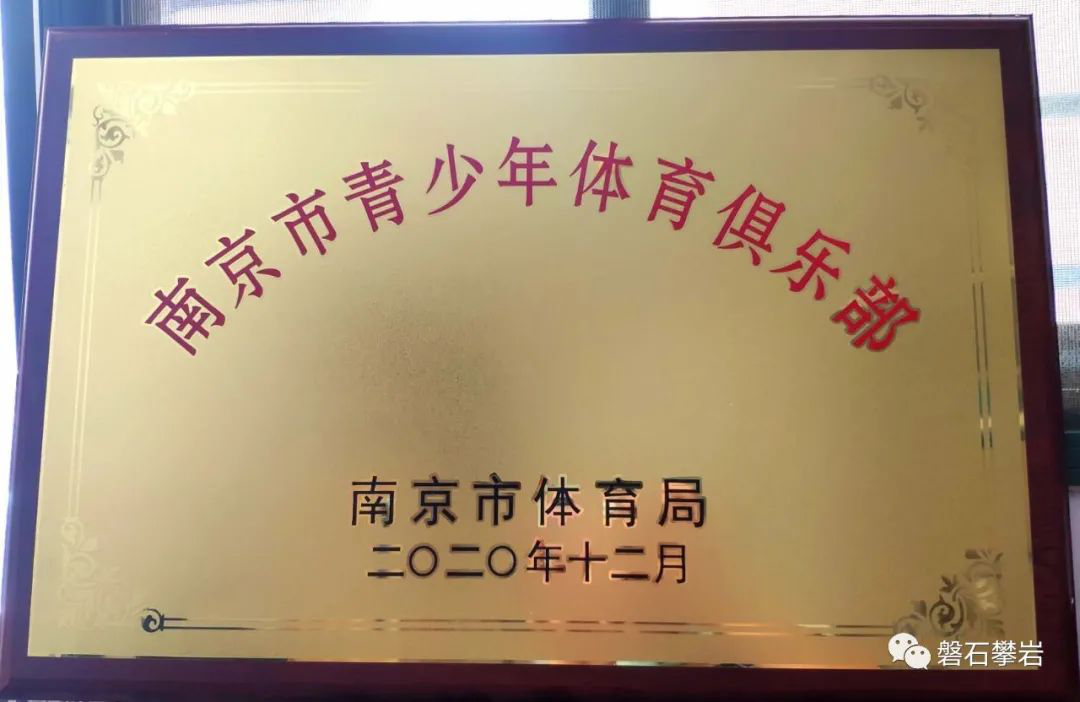 南京市青少年体育俱乐部
南京市体育局
二〇二〇年十二月
磐石攀岩